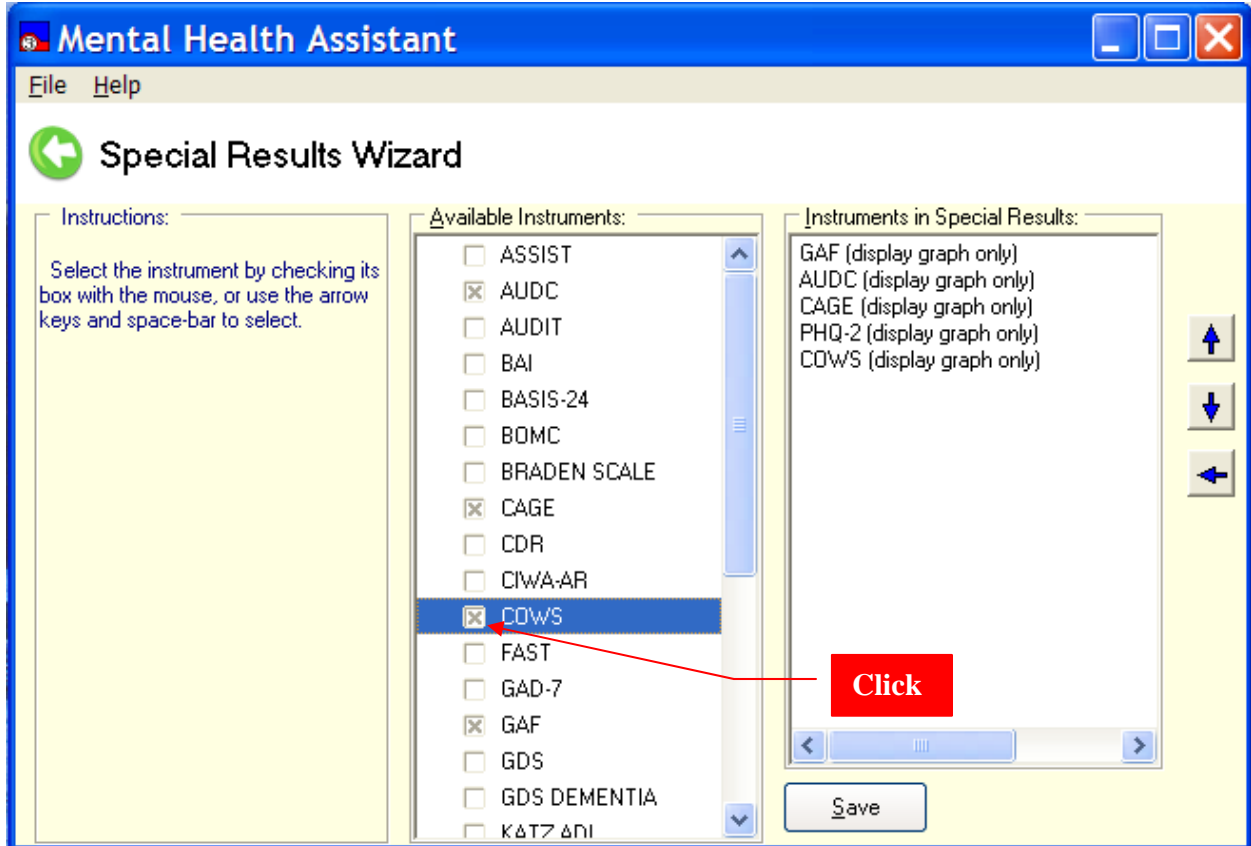 Mental Health Assistant
File Help
Special Results Wizard
Instructions:
Select the instrument by checking its
box with the mouse, or use the arrow
keys and space-bar to select.
Available Instruments:
ASSIST
AUDC
AUDIT
BAI
BASIS-24
BOMC
BRADEN SCALE
CAGE
CDR
CIWA-AR
COWS
FAST
GAD-7
GAF
GDS
GDS DEMENTIA
KATZ ADL
Instruments in Special Results:
GAF (display graph only)
AUDC (display graph only)
CAGE (display graph only)
PHQ-2 (display graph only)
COWS (display graph only)
Click
Save